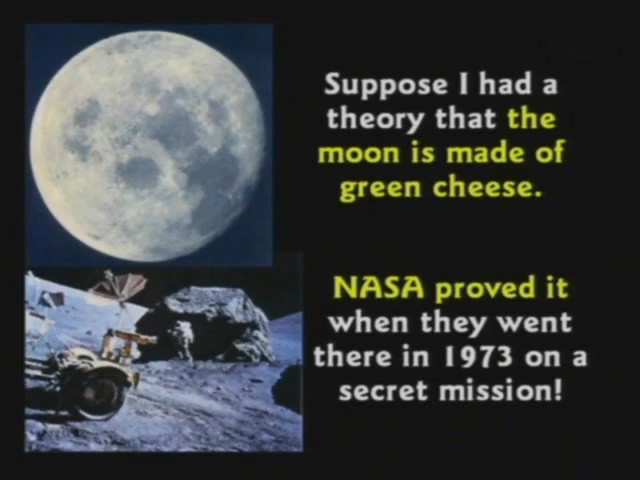 Suppose I had a
theory that the
moon is made of
green cheese.
NASA proved it
when they went
there in 1973 on a
secret mission!